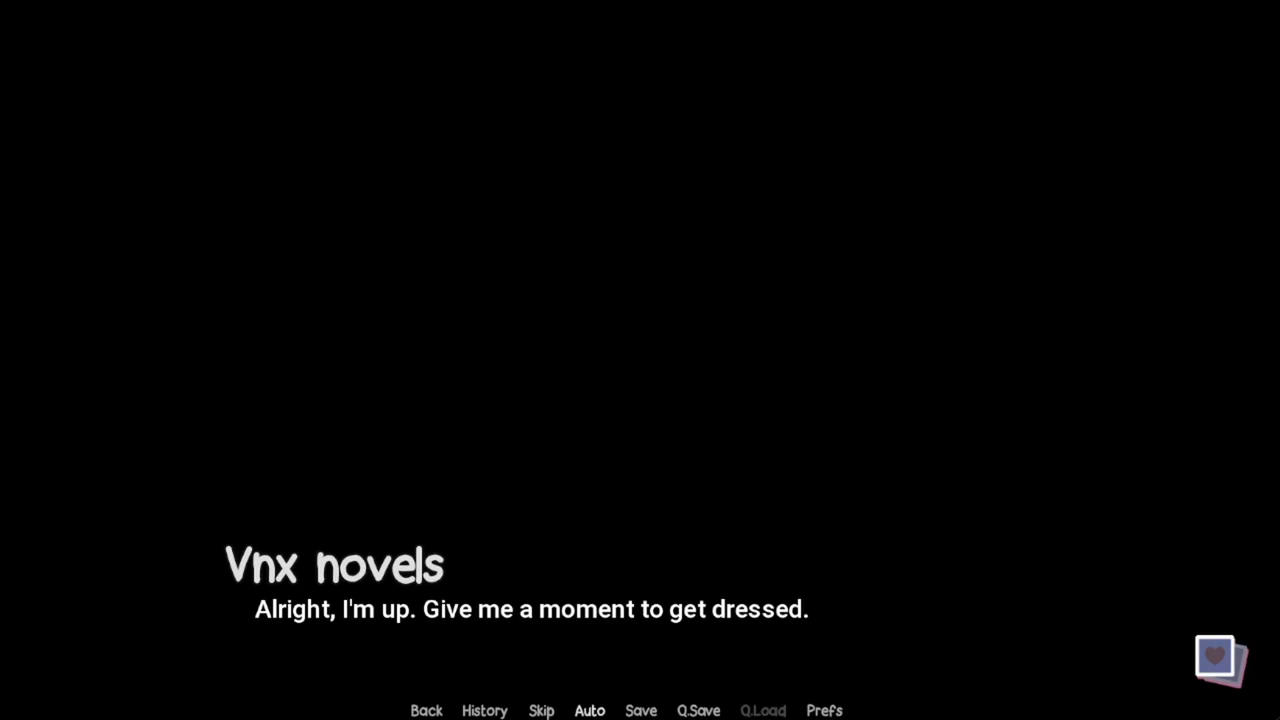 Vnx novels
Alright, I'm up. Give me a moment to get dressed.
Back History Skip Auto Save Q.Save Q.Load Prefs